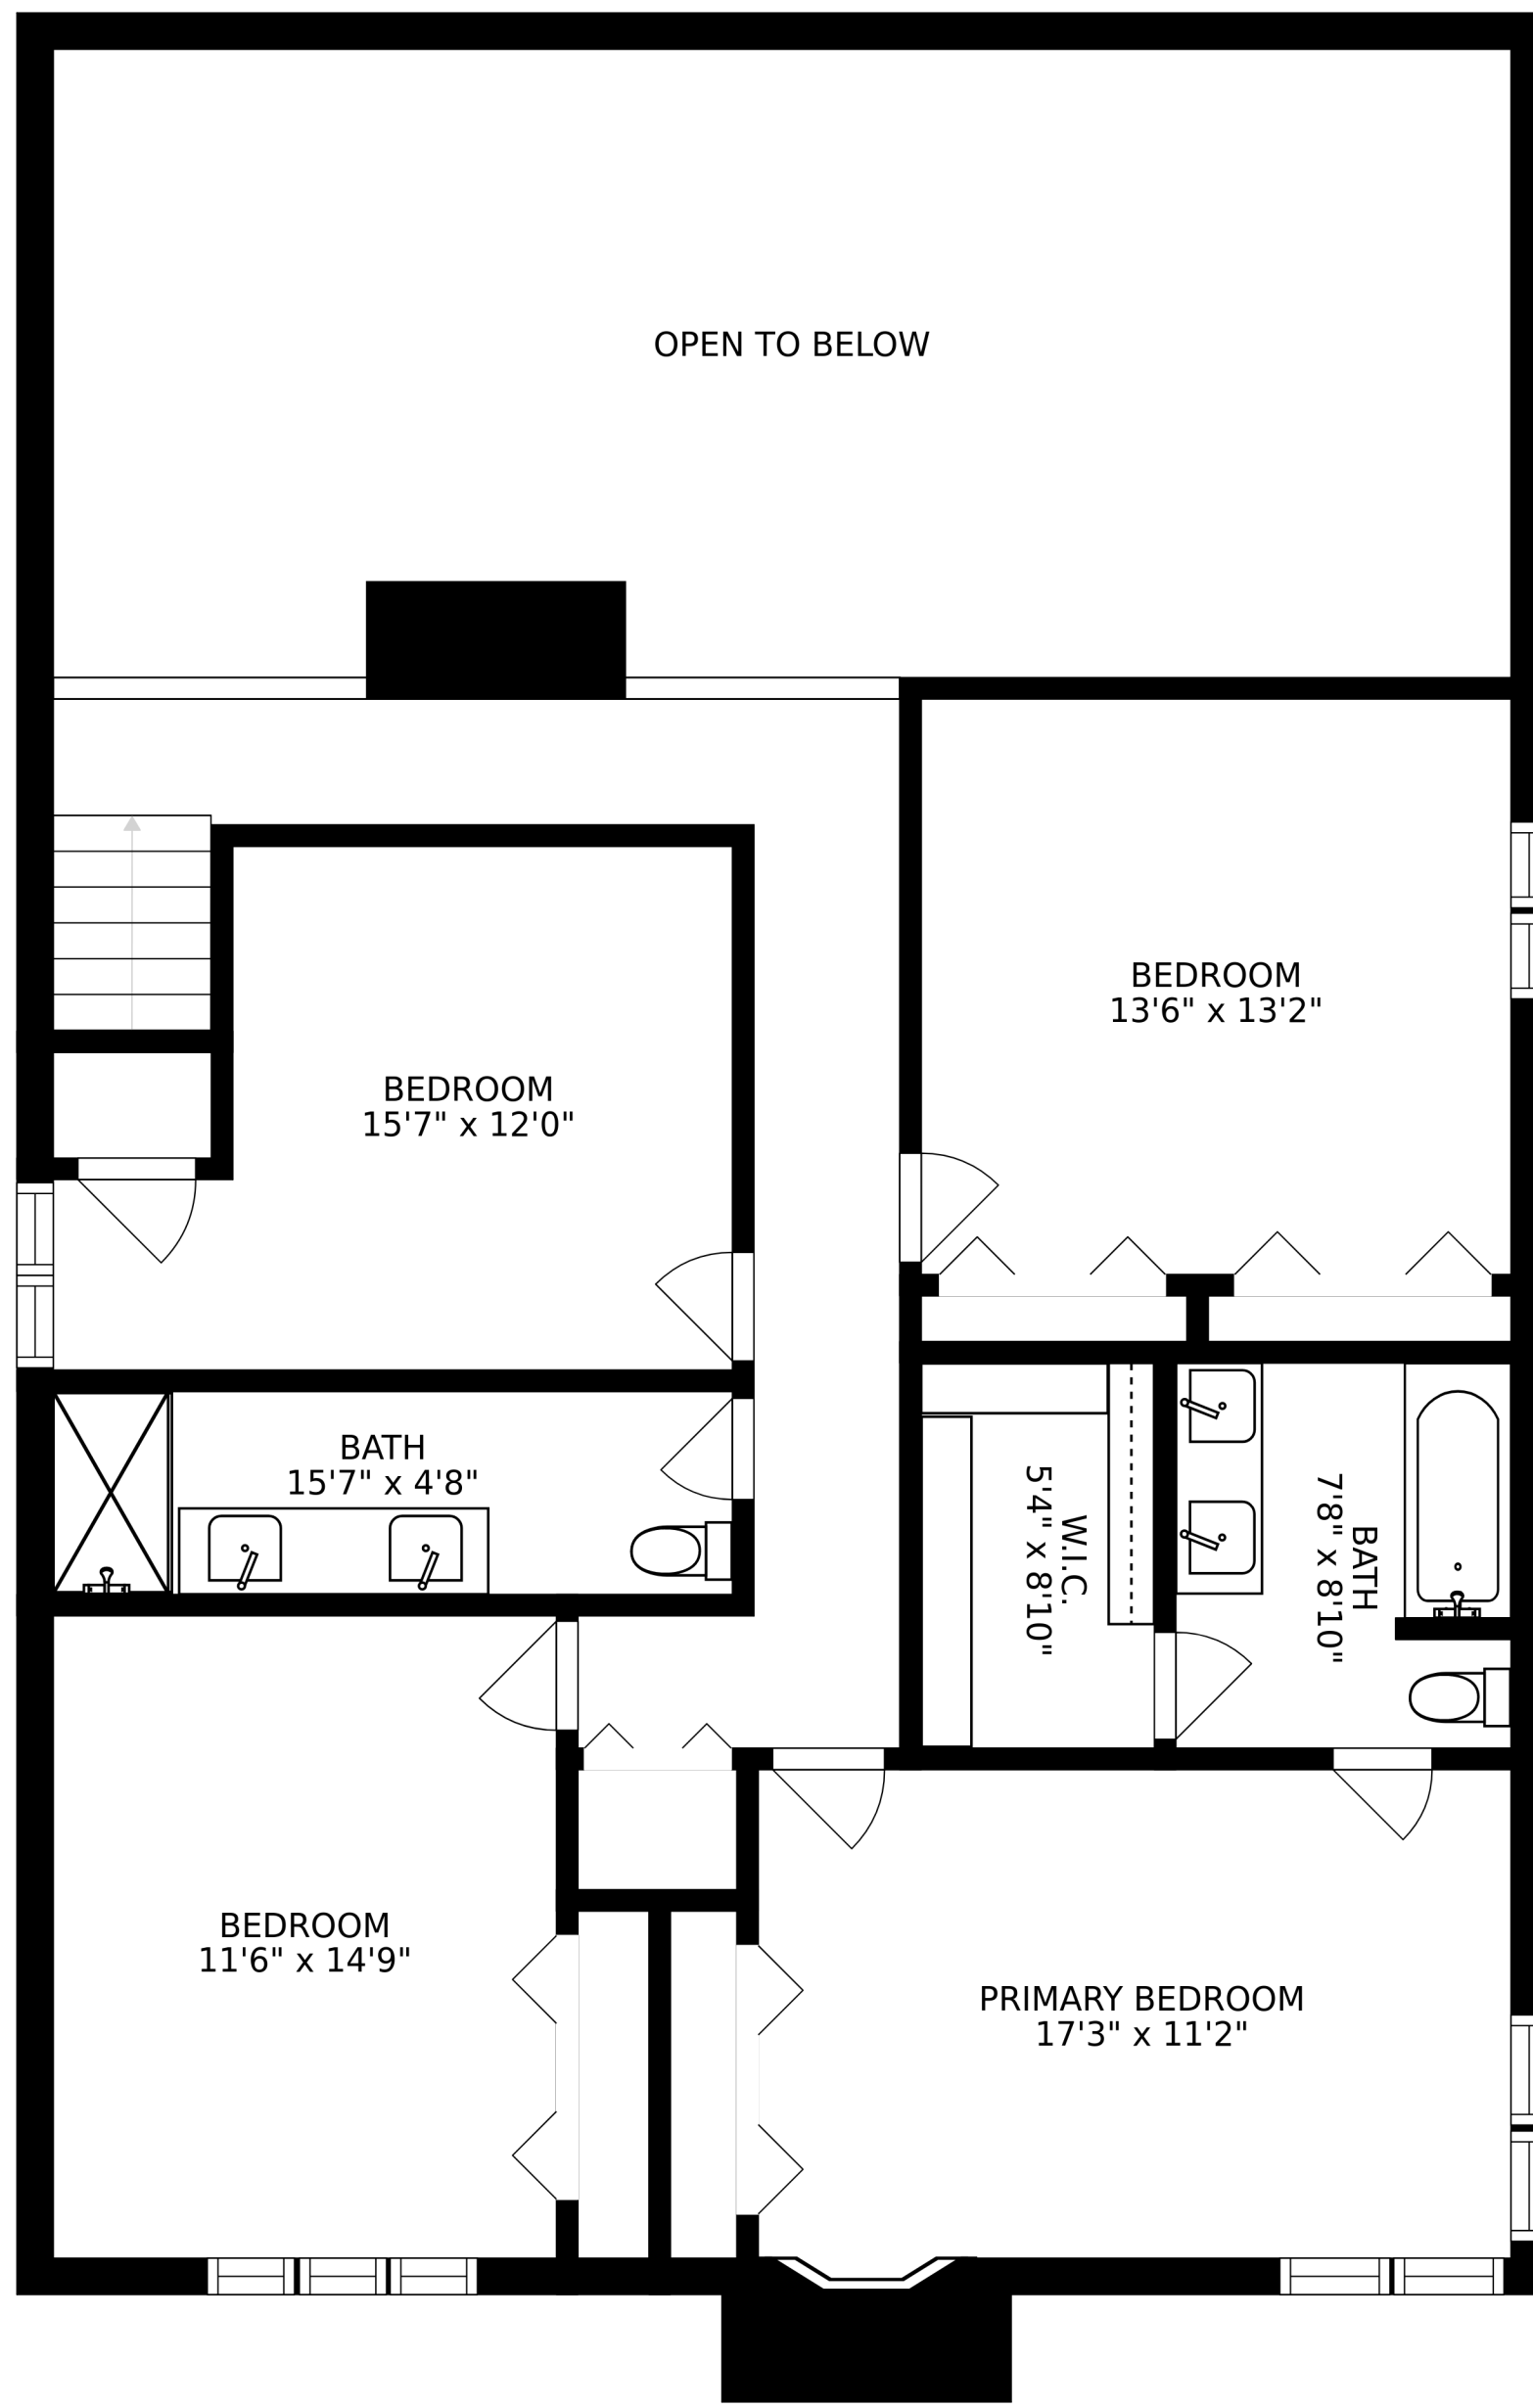 OPEN TO BELOW
BEDROOM
13'6" x 13'2"
BEDROOM
15'7" x 12'0"
BATH
15'7" x 4'8"
W.I.C.
5'4" x 8'10"
BATH
7'8" x 8'10"
BEDROOM
11'6" x 14'9"
PRIMARY BEDROOM
17'3" x 11'2"